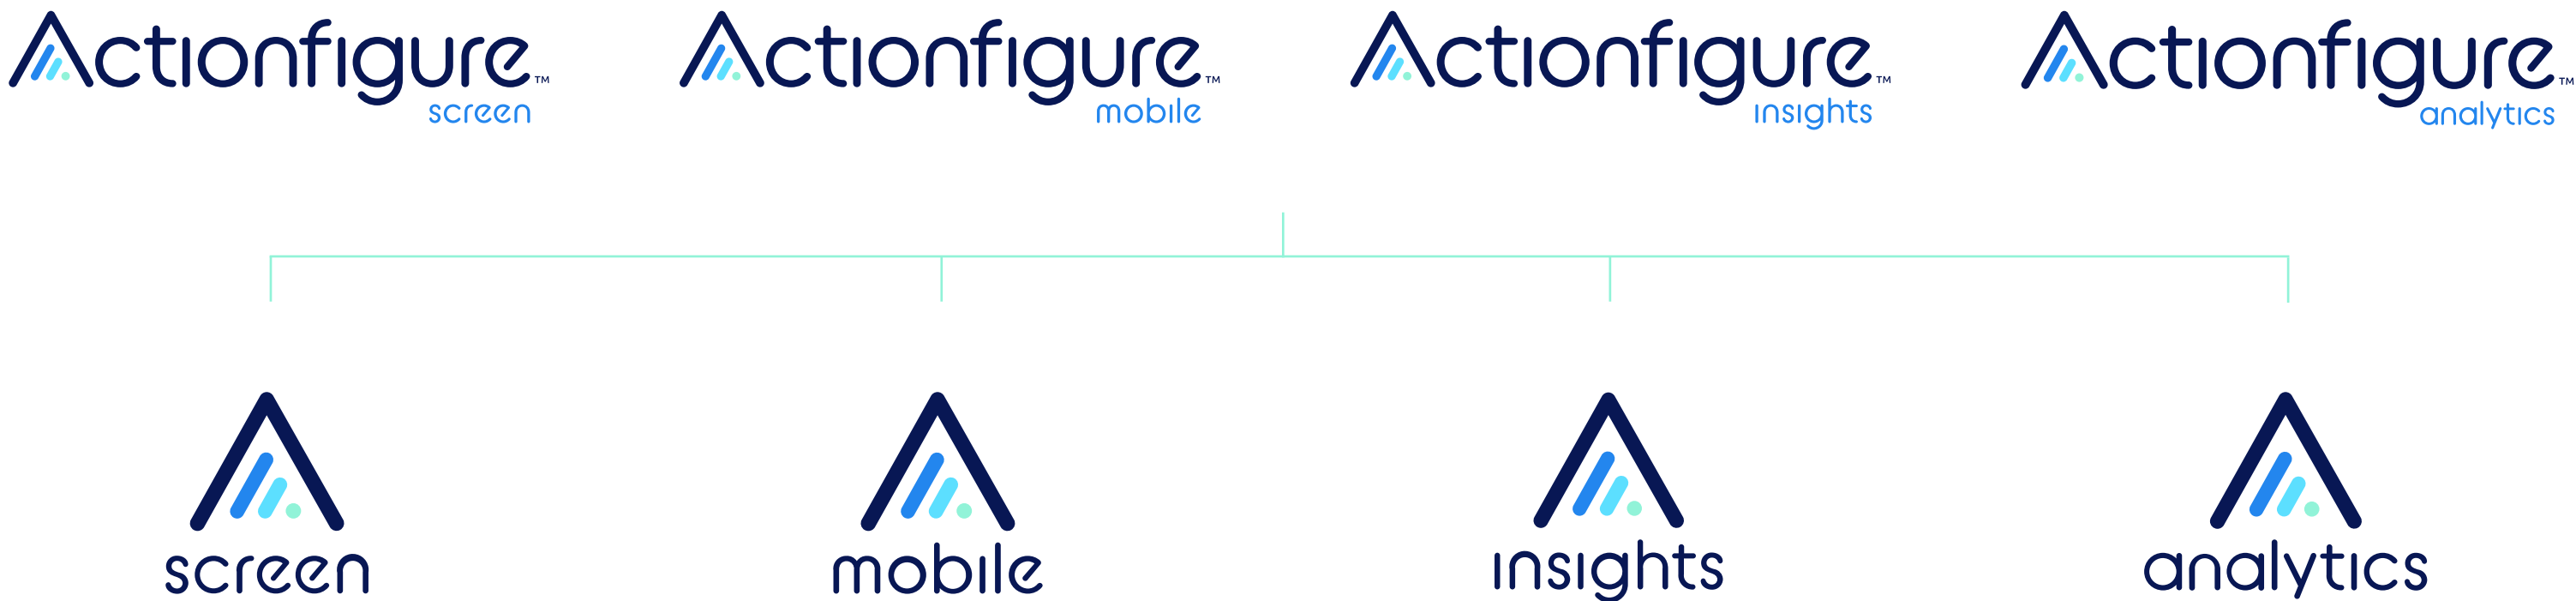 Actionfigure™
screen
Actionfigure™
mobile
Actionfigure™
insights
Actionfigure™
analytics
screen
mobile
insights
analytics